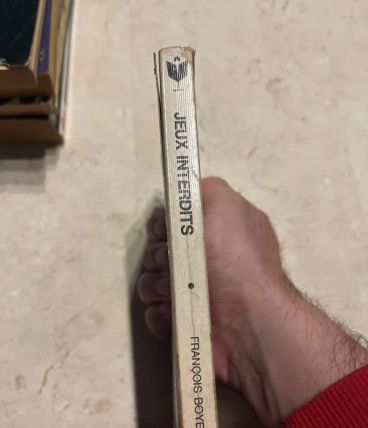 JEUX INTERDITS
FRANÇOIS BOYE